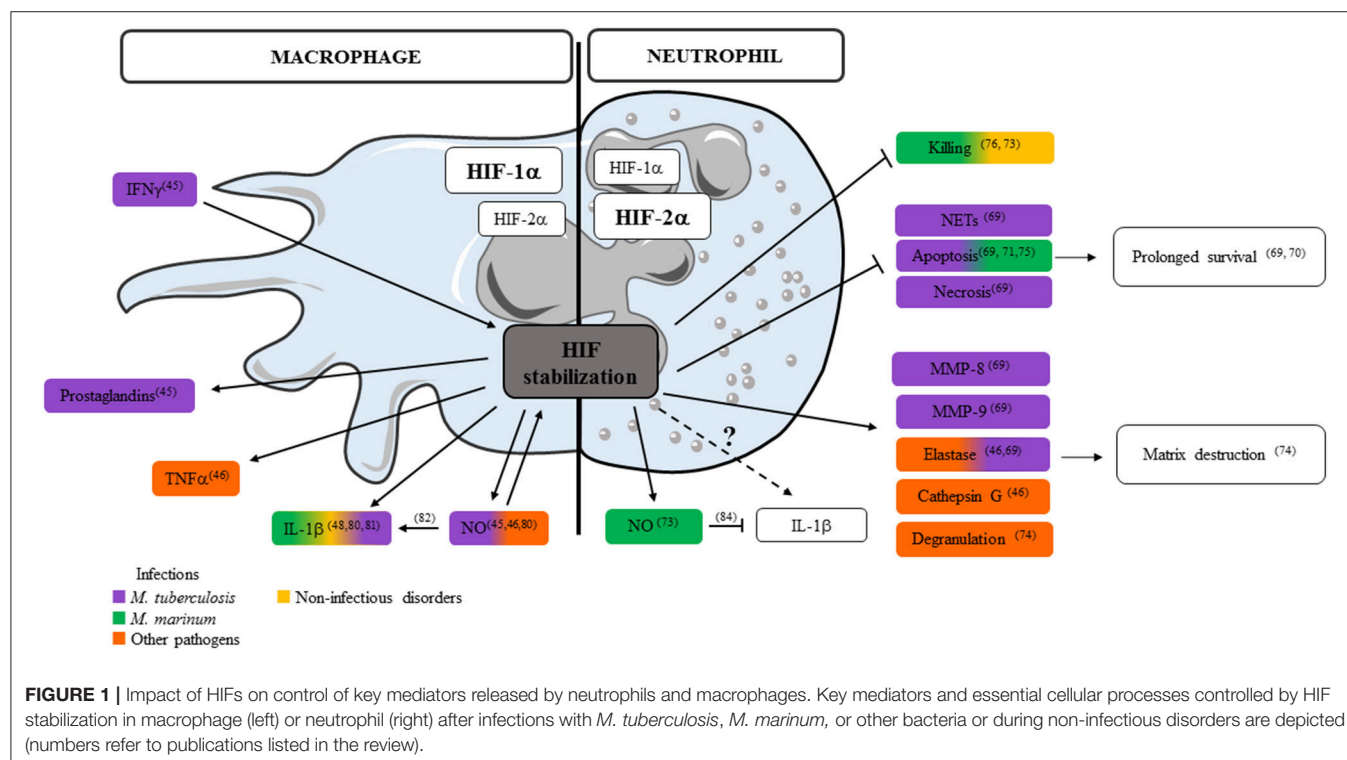 MACROPHAGE
NEUTROPHIL
IFNγ(45)
HIF-1α
HIF-2α
HIF-1α
HIF-2α
HIF
stabilization
Killing (76, 73)
NETs (69)
Apoptosis(69, 71,75)
Necrosis(69)
Prolonged survival (69, 70)
Prostaglandins(45)
TNFα(46)
IL-1β (48,80,81)
(82)
NO(45,46,80)
?
NO (73)
(84)
IL-1β
MMP-8 (69)
MMP-9 (69)
Elastase (46,69)
Cathepsin G (46)
Degranulation (74)
Matrix destruction (74)
Infections
M. tuberculosis
M. marinum
Other pathogens
Non-infectious disorders
FIGURE 1 | Impact of HIFs on control of key mediators released by neutrophils and macrophages. Key mediators and essential cellular processes controlled by HIF
stabilization in macrophage (left) or neutrophil (right) after infections with M. tuberculosis, M. marinum, or other bacteria or during non-infectious disorders are depicted
(numbers refer to publications listed in the review).